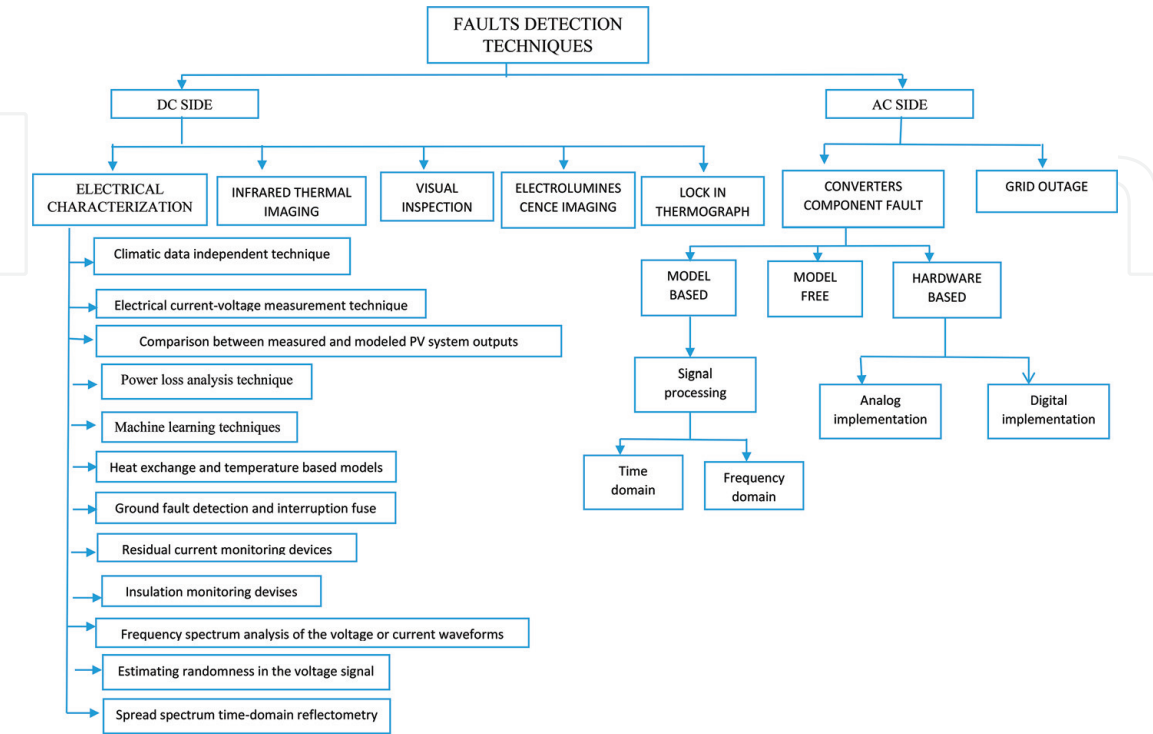 FAULTS DETECTION
TECHNIQUES
DC SIDE
AC SIDE
ELECTRICAL
CHARACTERIZATION
INFRARED THERMAL
IMAGING
VISUAL
INSPECTION
ELECTROLUMINES
CENCE IMAGING
LOCK IN
THERMOGRAPH
CONVERTERS
COMPONENT FAULT
GRID OUTAGE
Climatic data independent technique
Electrical current-voltage measurement technique
Comparison between measured and modeled PV system outputs
Power loss analysis technique
Machine learning techniques
Heat exchange and temperature based models
Ground fault detection and interruption fuse
Residual current monitoring devices
Insulation monitoring devises
Frequency spectrum analysis of the voltage or current waveforms
Estimating randomness in the voltage signal
Spread spectrum time-domain reflectometry
MODEL
BASED
MODEL
FREE
HARDWARE
BASED
Signal
processing
Time
domain
Frequency
domain
Analog
implementation
Digital
implementation